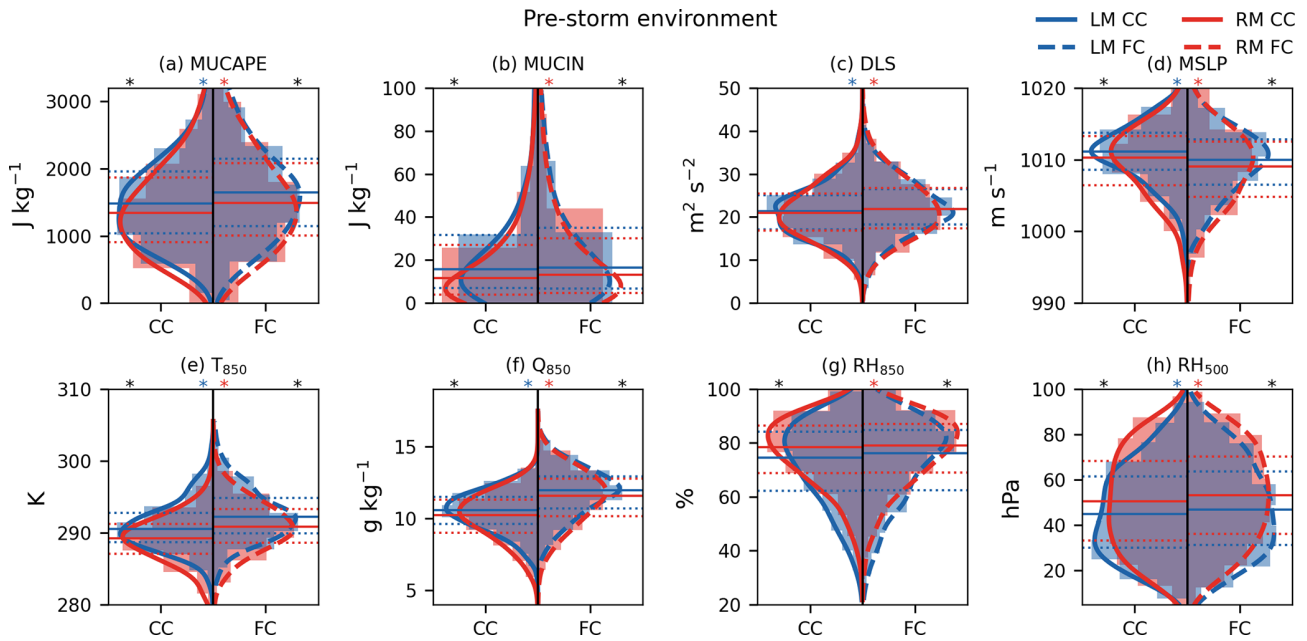 Pre-storm environment
LM CC
RM CC
LM FC
RM FC
(a) MUCAPE
(b) MUCIN
(c) DLS
(d) MSLP
* * * *
* * *
* *
* * * *
J kg⁻¹
3000
2000
1000
0
CC FC
J kg⁻¹
100
80
60
40
20
0
CC FC
m² s⁻²
50
40
30
20
10
0
CC FC
m s⁻¹
1020
1010
1000
990
CC FC
(e) T₈₅₀
(f) Q₈₅₀
(g) RH₈₅₀
(h) RH₅₀₀
* * * *
* * * *
* * *
* * * *
K
310
300
290
280
CC FC
g kg⁻¹
15
10
5
CC FC
%
100
80
60
40
20
CC FC
hPa
100
80
60
40
20
CC FC